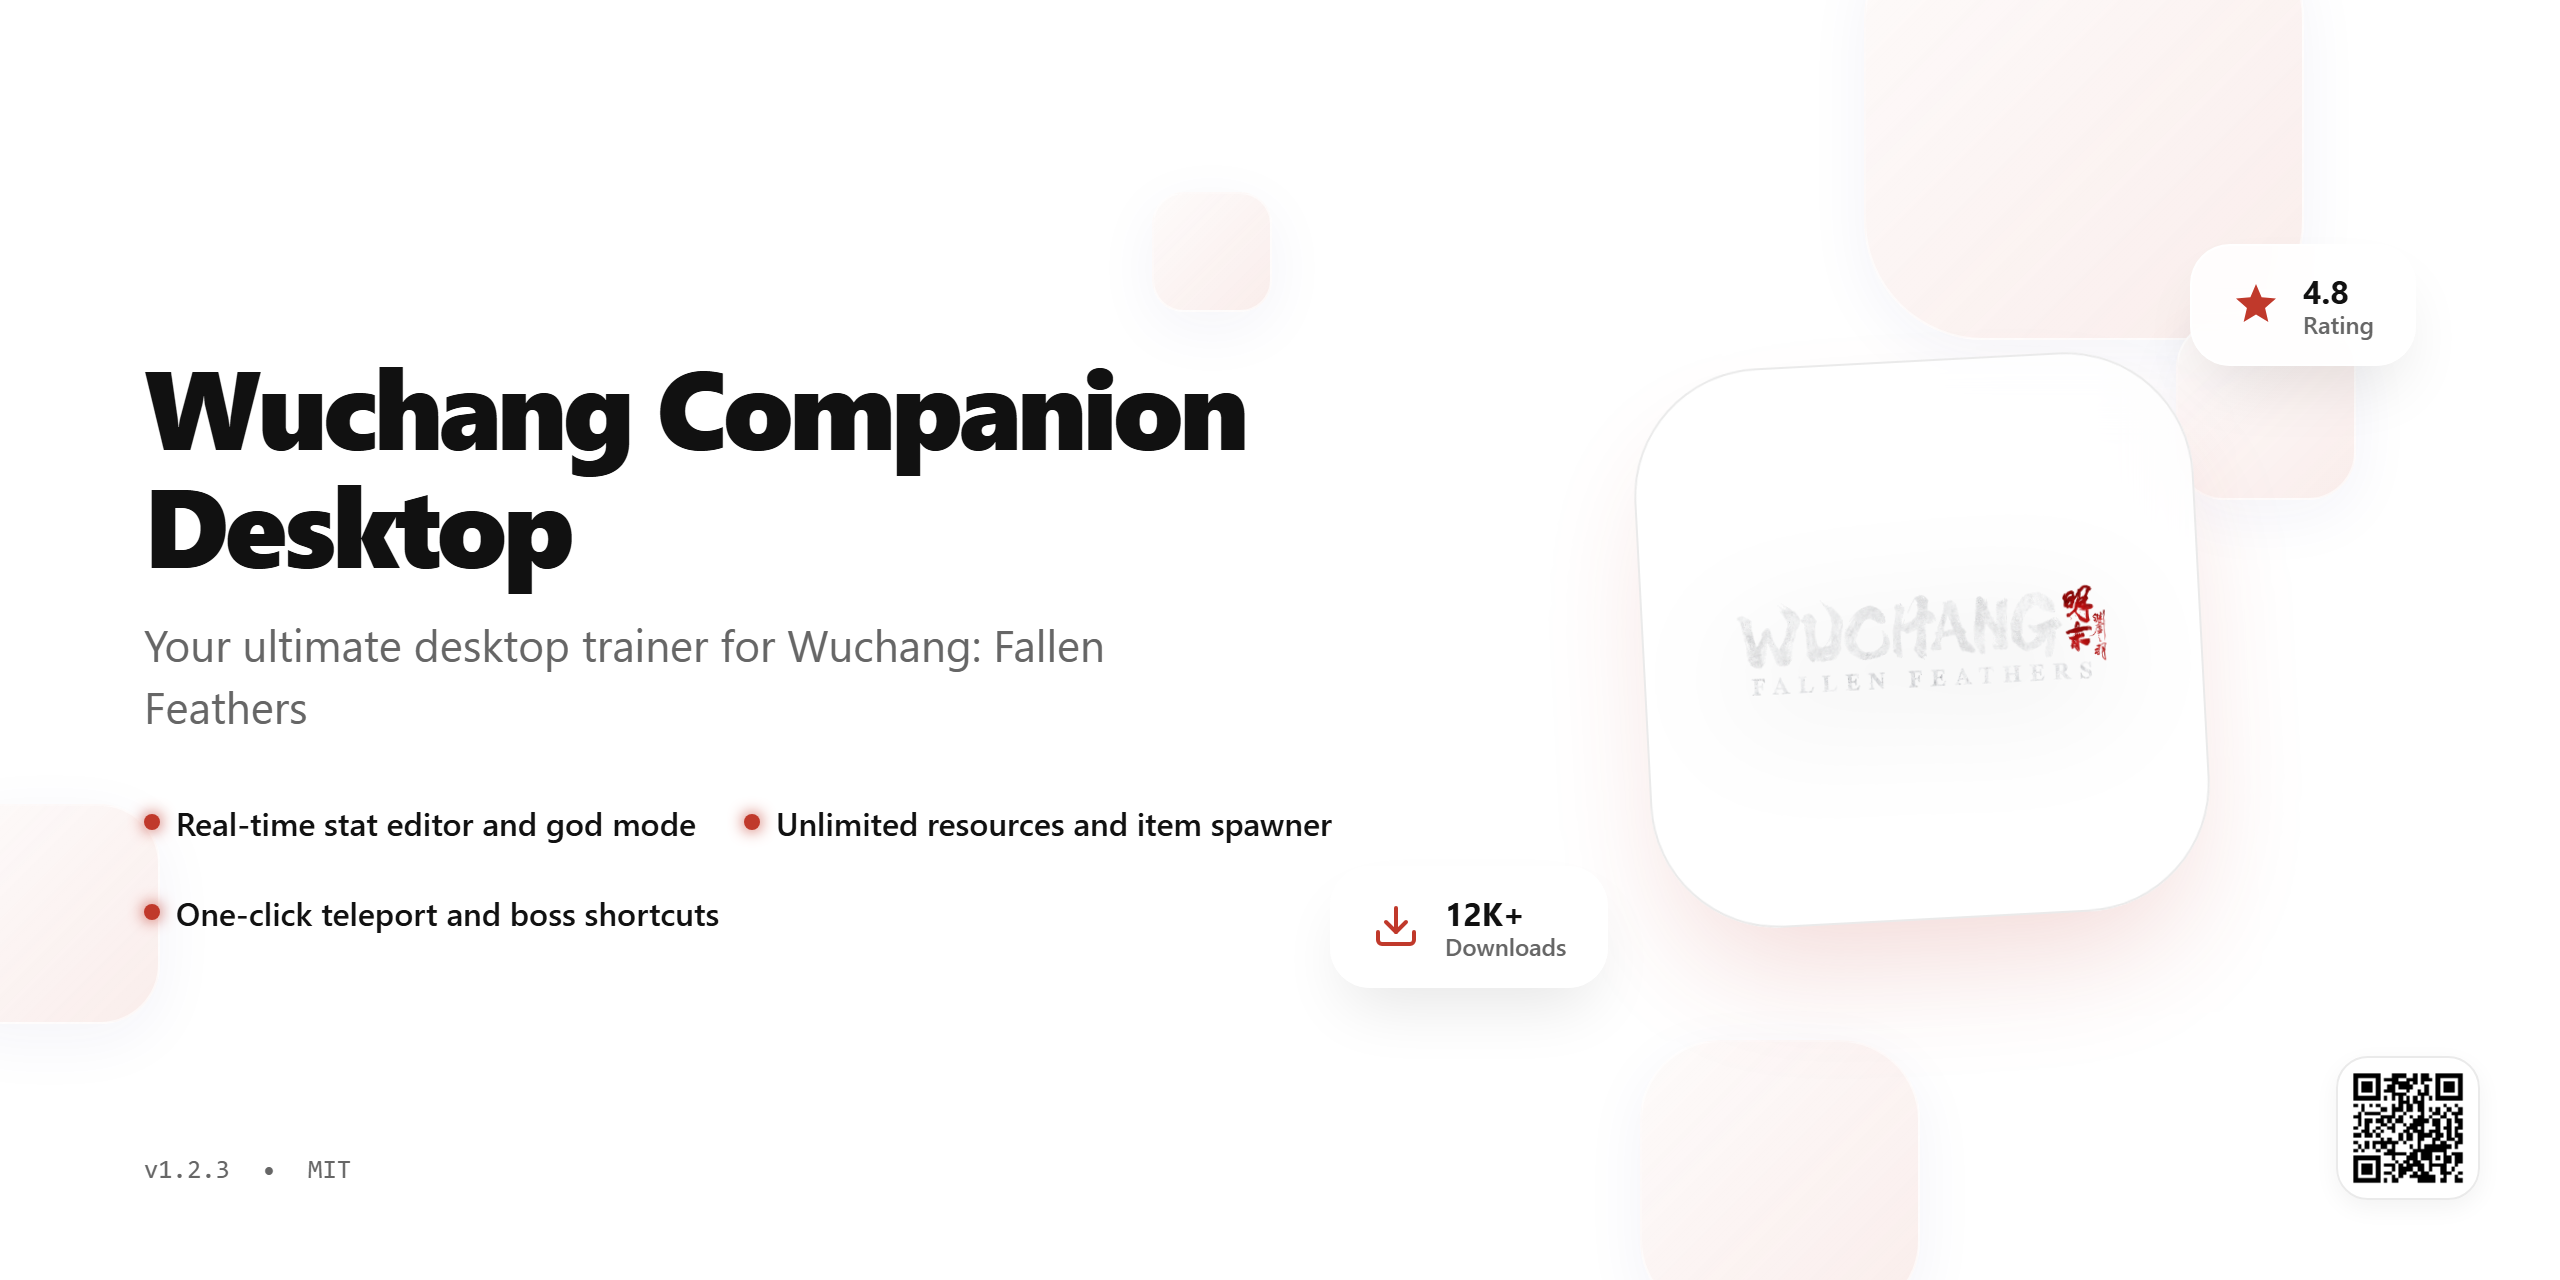 Wuchang Companion
Desktop
Your ultimate desktop trainer for Wuchang: Fallen
Feathers
Real-time stat editor and god mode
Unlimited resources and item spawner
One-click teleport and boss shortcuts
4.8
Rating
WUCHANG 明末
FALLEN FEATHERS
12K+
Downloads
v1.2.3 • MIT